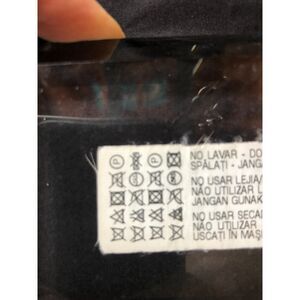 NO LAVAR - DO
SPĂLAȚI - JANGA
NO USAR LEJIA/
NÃO UTILIZAR L
JANGAN GUNAK
NO USAR SECAD
NÃO UTILIZAR
USCAȚI ÎN MAȘI